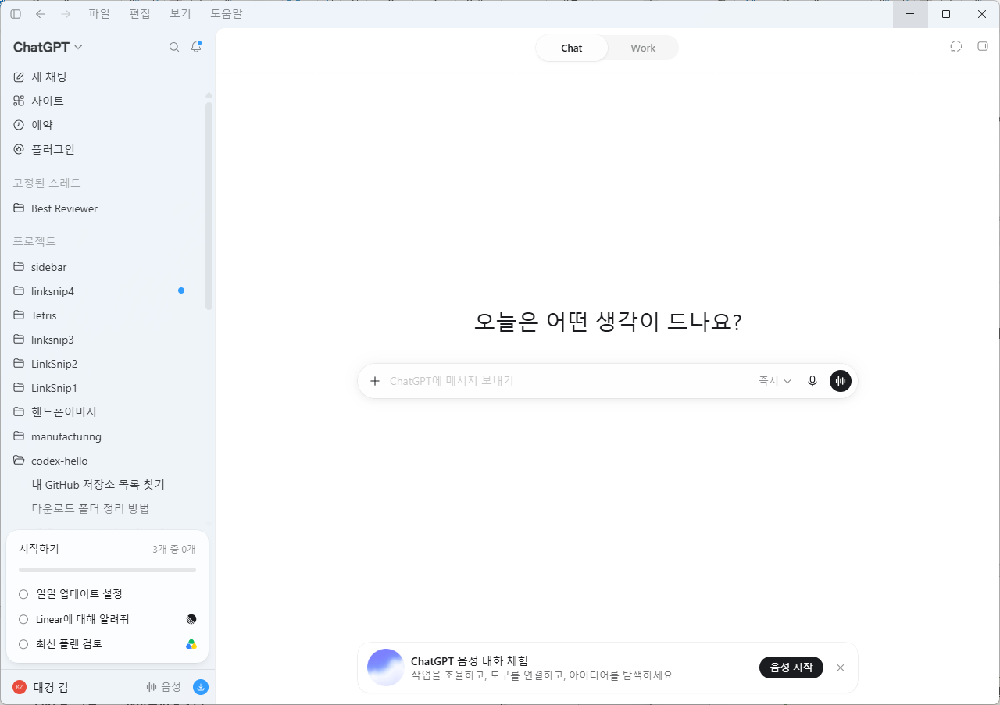 파일 편집 보기 도움말
ChatGPT
Chat Work
새 채팅
사이트
예약
플러그인
고정된 스레드
Best Reviewer
프로젝트
sidebar
linksnip4
Tetris
linksnip3
LinkSnip2
LinkSnip1
핸드폰이미지
manufacturing
codex-hello
내 GitHub 저장소 목록 찾기
다운로드 폴더 정리 방법
시작하기 3개 중 0개
일일 업데이트 설정
Linear에 대해 알려줘
최신 플랜 검토
KZ 대경 김 음성
오늘은 어떤 생각이 드나요?
ChatGPT에 메시지 보내기 즉시
ChatGPT 음성 대화 체험
작업을 조율하고, 도구를 연결하고, 아이디어를 탐색하세요
음성 시작